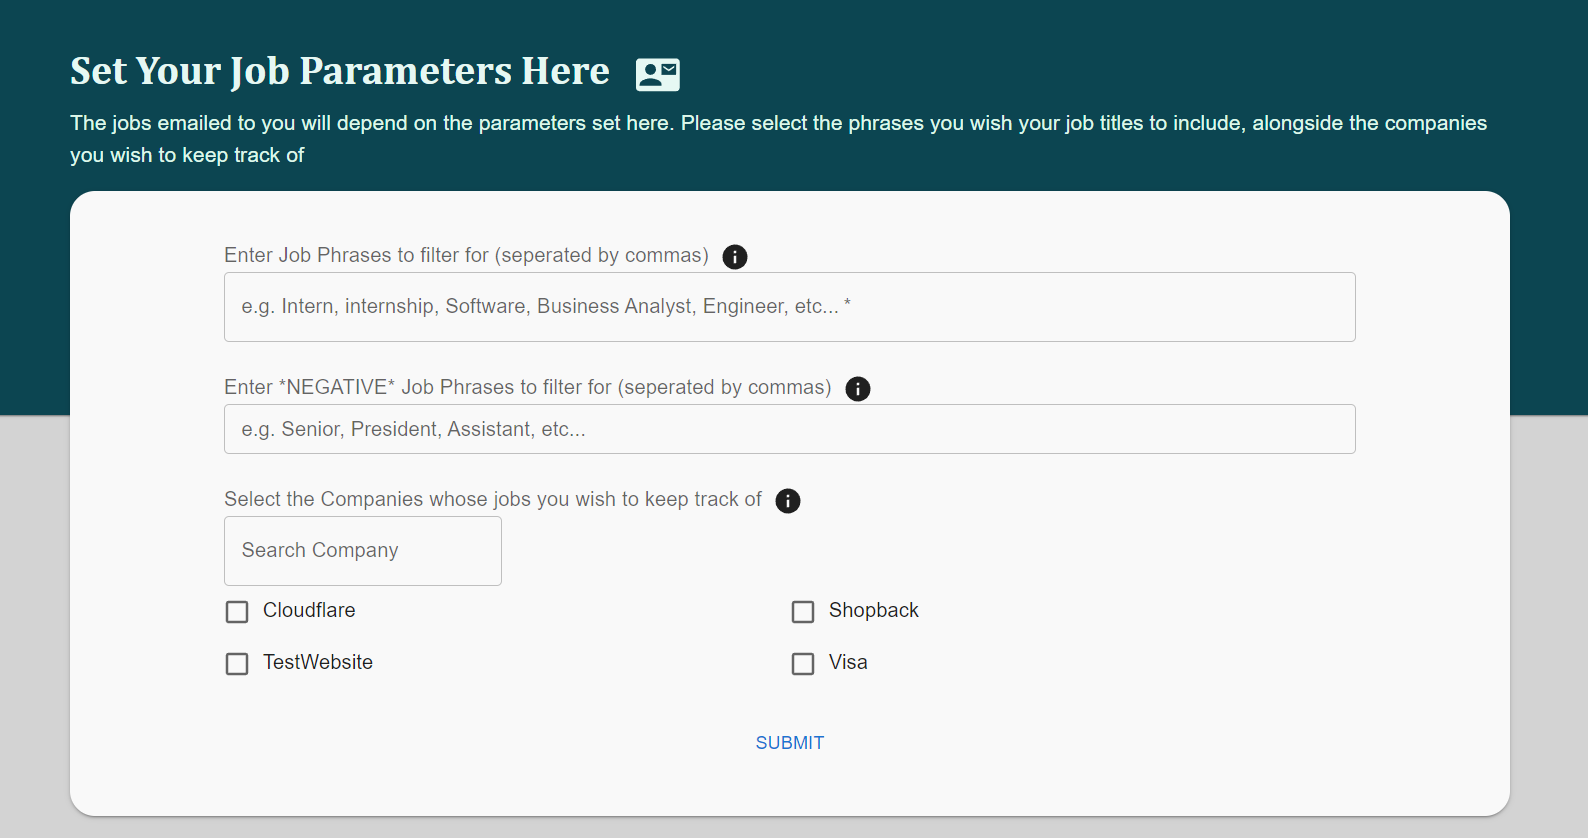 Set Your Job Parameters Here
The jobs emailed to you will depend on the parameters set here. Please select the phrases you wish your job titles to include, alongside the companies
you wish to keep track of
Enter Job Phrases to filter for (seperated by commas)
e.g. Intern, internship, Software, Business Analyst, Engineer, etc... *
Enter *NEGATIVE* Job Phrases to filter for (seperated by commas)
e.g. Senior, President, Assistant, etc...
Select the Companies whose jobs you wish to keep track of
Search Company
Cloudflare
Shopback
TestWebsite
Visa
SUBMIT